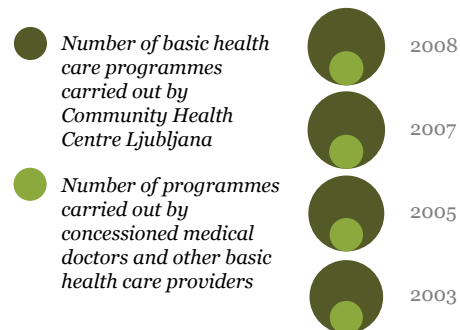 Number of basic health
care programmes
carried out by
Community Health
Centre Ljubljana
Number of programmes
carried out by
concessioned medical
doctors and other basic
health care providers
2008
2007
2005
2003